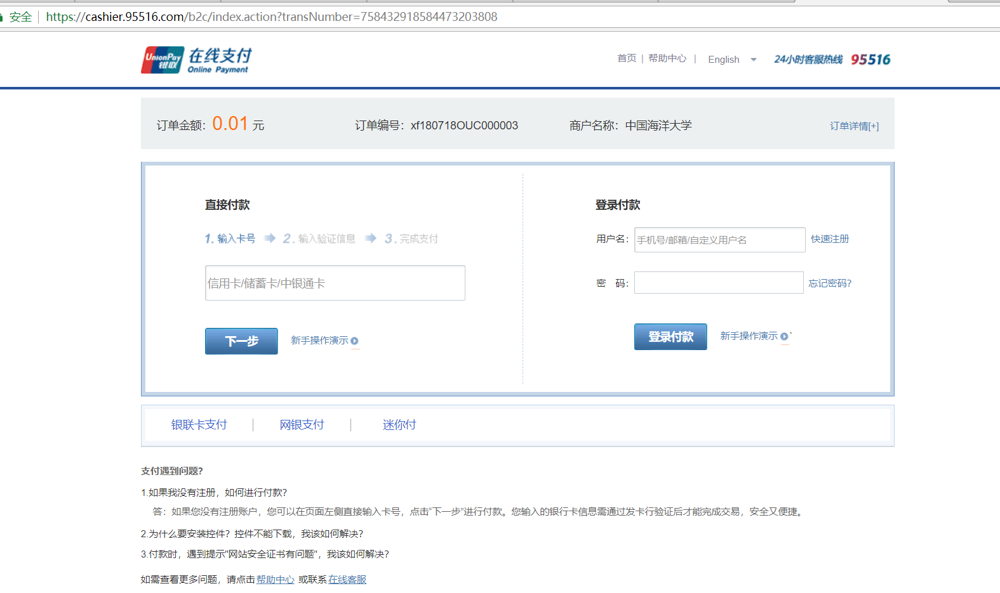 安全 https://cashier.95516.com/b2c/index.action?transNumber=758432918584473203808
UnionPay 银联 在线支付 Online Payment
首页 | 帮助中心 | English 24小时客服热线 95516
订单金额：0.01 元 订单编号：xf180718OUC000003 商户名称：中国海洋大学 订单详情[+]
直接付款
1. 输入卡号 2. 输入验证信息 3. 完成支付
信用卡/储蓄卡/中银通卡
下一步 新手操作演示
登录付款
用户名： 手机号/邮箱/自定义用户名 快速注册
密 码： 忘记密码?
登录付款 新手操作演示 `
银联卡支付 | 网银支付 | 迷你付
支付遇到问题?
1.如果我没有注册，如何进行付款?
答：如果您没有注册账户，您可以在页面左侧直接输入卡号，点击“下一步”进行付款。您输入的银行卡信息需通过发卡行验证后才能完成交易，安全又便捷。
2.为什么要安装控件？控件不能下载，我该如何解决?
3.付款时，遇到提示"网站安全证书有问题"，我该如何解决?
如需查看更多问题，请点击帮助中心 或联系在线客服